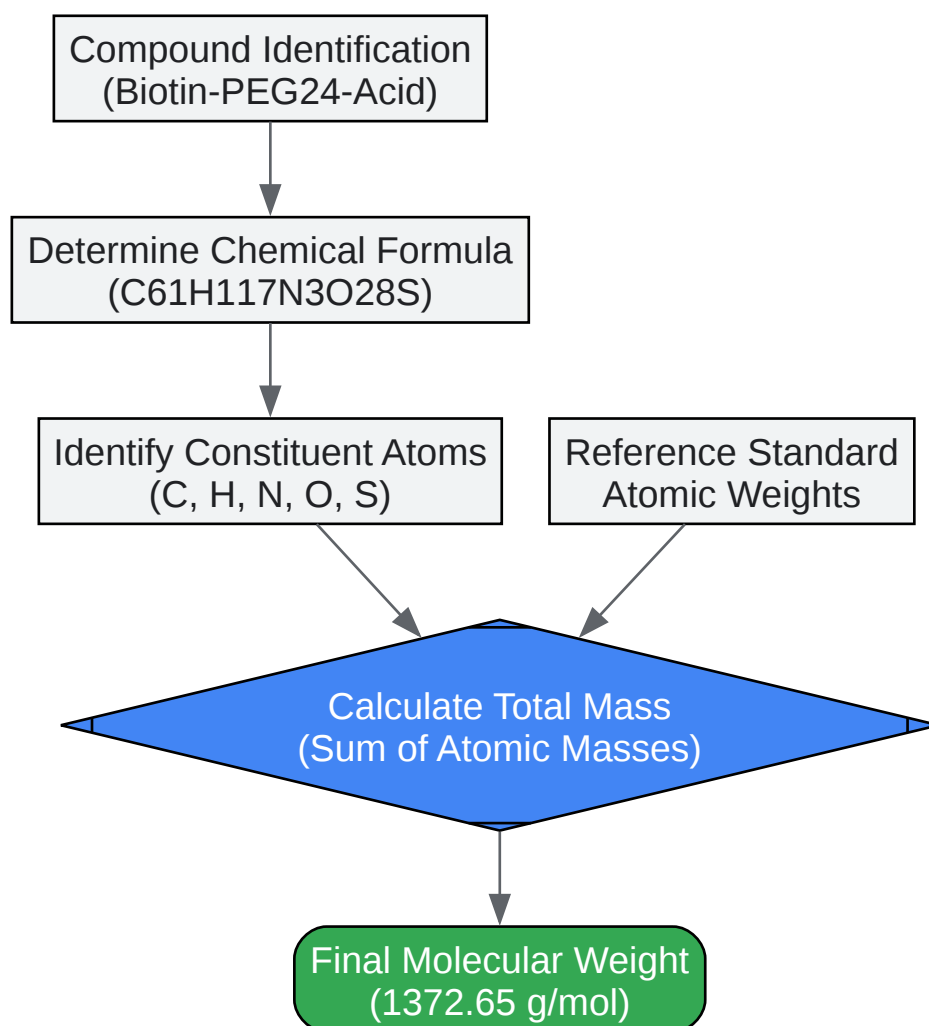 Compound Identification
(Biotin-PEG24-Acid)
Determine Chemical Formula
(C61H117N3O28S)
Identify Constituent Atoms
(C, H, N, O, S)
Reference Standard
Atomic Weights
Calculate Total Mass
(Sum of Atomic Masses)
Final Molecular Weight
(1372.65 g/mol)